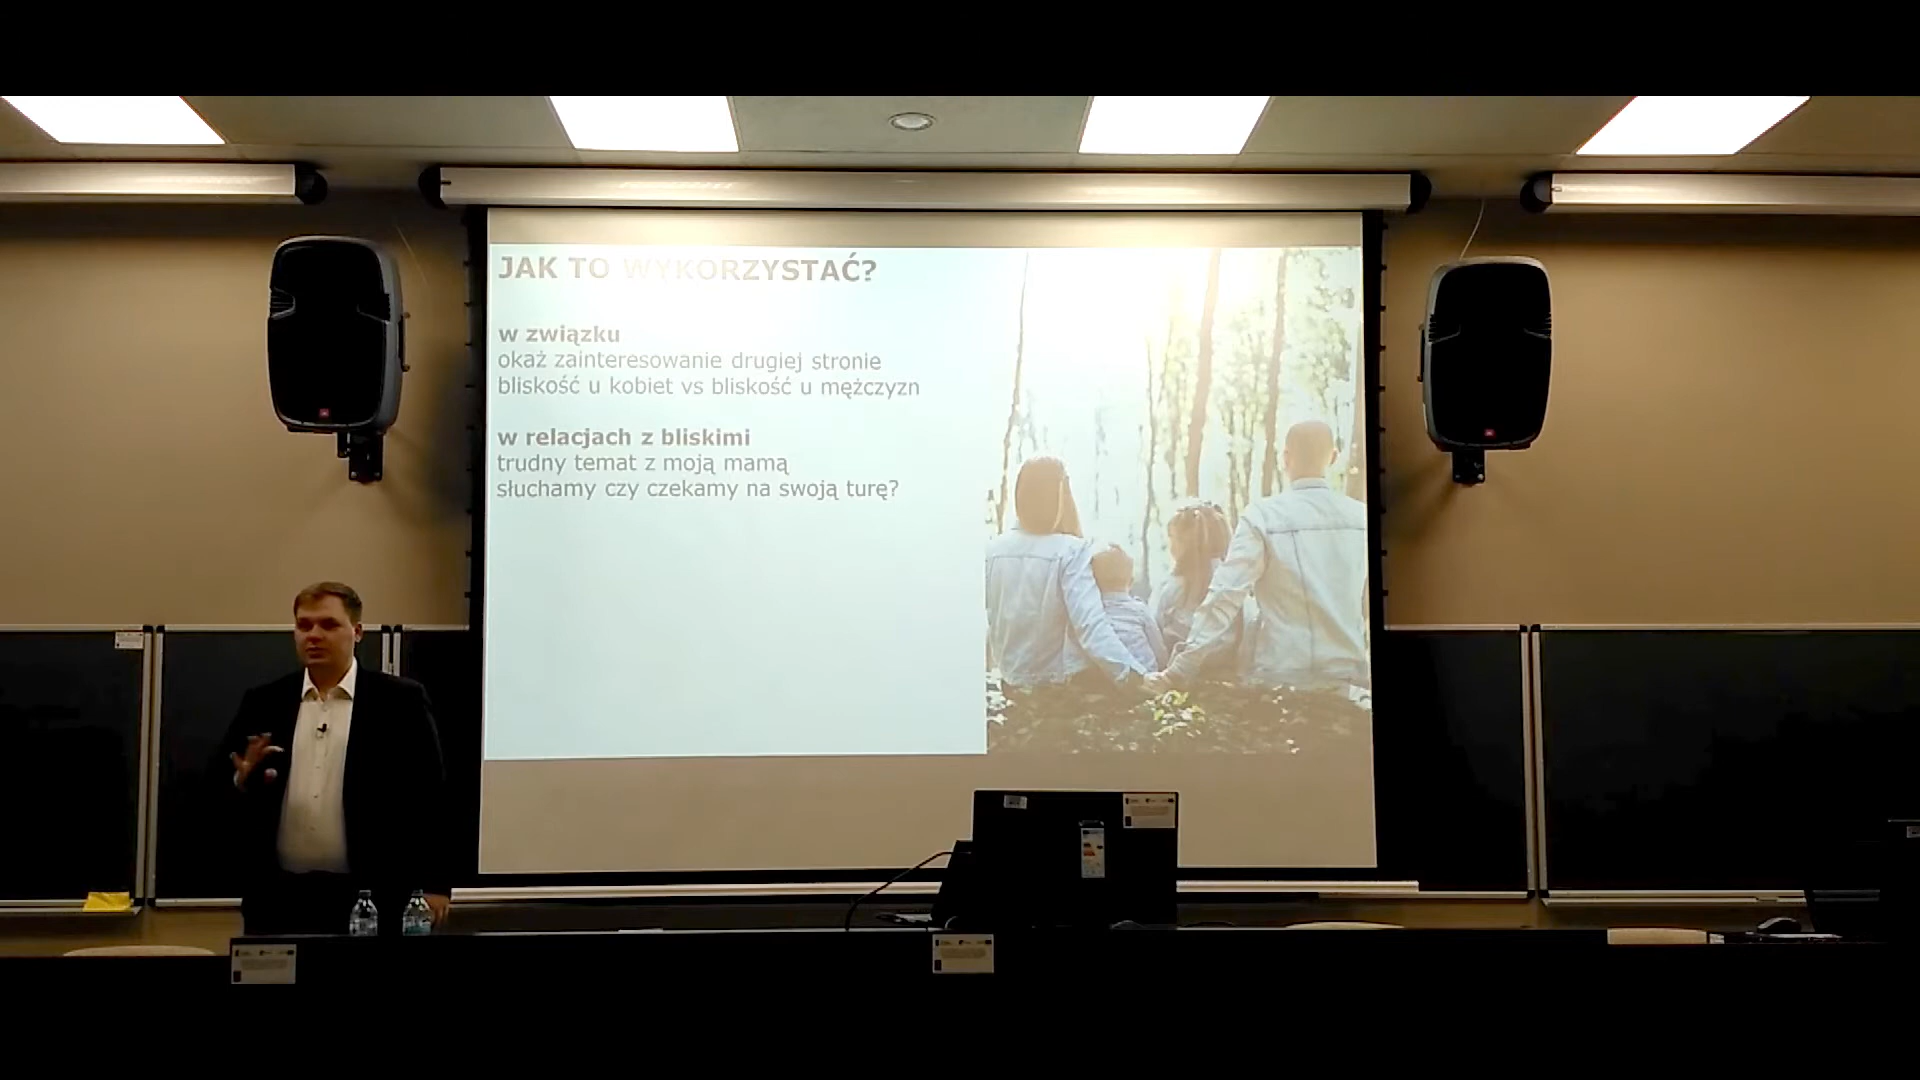 JAK TO WYKORZYSTAĆ?
w związku
okaż zainteresowanie drugiej stronie
bliskość u kobiet vs bliskość u mężczyzn
w relacjach z bliskimi
trudny temat z moją mamą
słuchamy czy czekamy na swoją turę?